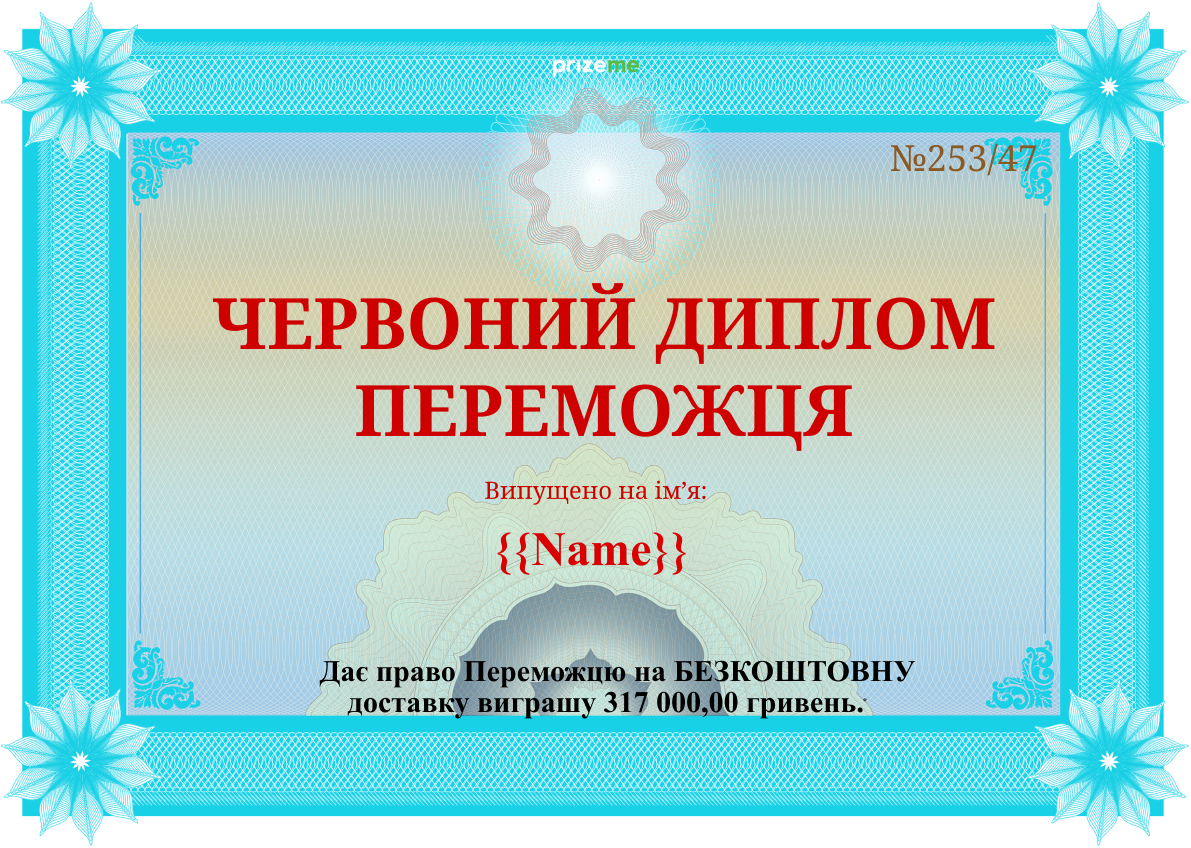 prizeme
№253/47
ЧЕРВОНИЙ ДИПЛОМ
ПЕРЕМОЖЦЯ
Випущено на ім’я:
{{Name}}
Дає право Переможцю на БЕЗКОШТОВНУ
доставку виграшу 317 000,00 гривень.